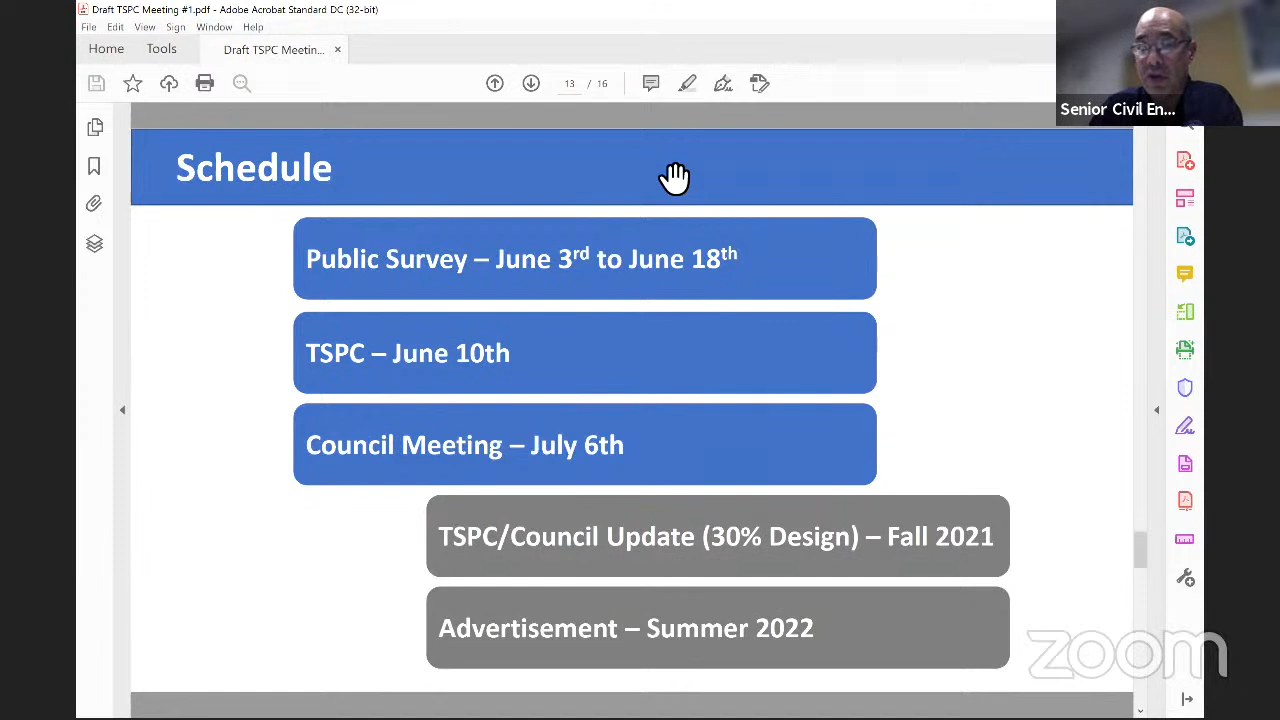 Draft TSPC Meeting #1.pdf - Adobe Acrobat Standard DC (32-bit)
File Edit View Sign Window Help
Home Tools Draft TSPC Meetin... ×
13 / 16
Senior Civil En...
Schedule
Public Survey – June 3rd to June 18th
TSPC – June 10th
Council Meeting – July 6th
TSPC/Council Update (30% Design) – Fall 2021
Advertisement – Summer 2022
zoom